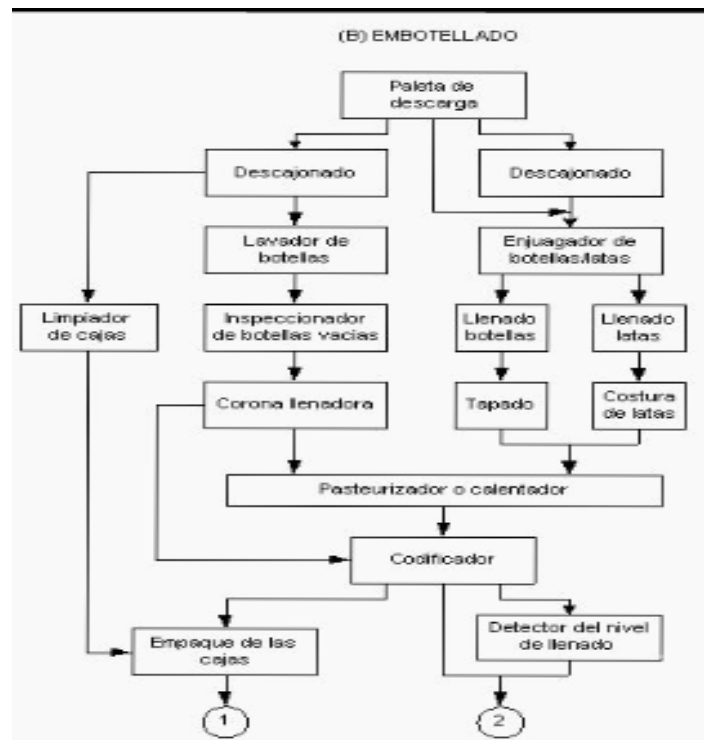 (B) EMBOTELLADO
Paleta de
descarga
Descajonado
Descajonado
Lavador de
botellas
Enjuagador de
botellas/latas
Limpiador
de cajas
Inspeccionador
de botellas vacias
Llenado
botellas
Llenado
latas
Corona llenadora
Tapado
Costura
de latas
Pasteurizador o calentador
Codificador
Empaque de las
cajas
Detector del nivel
de llenado
1
2